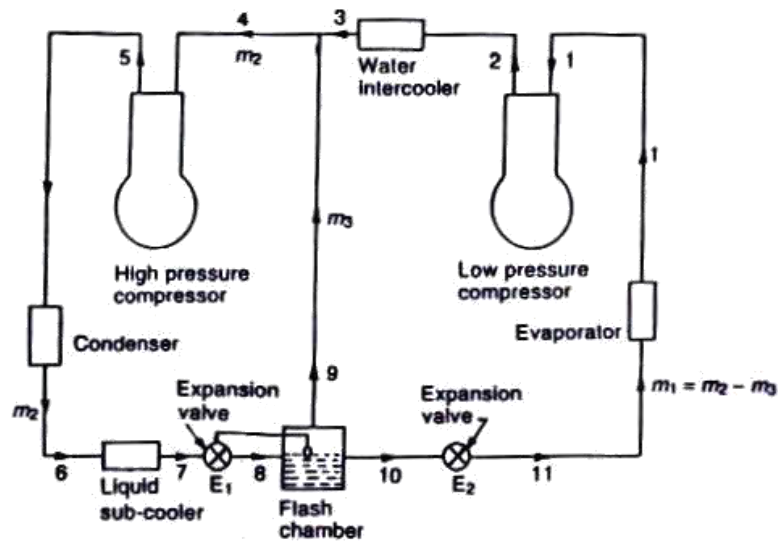 4
3
m2
Water
intercooler
5
2
1
1
m3
High pressure
compressor
Low pressure
compressor
Condenser
Evaporator
9
Expansion
valve
Expansion
valve
m1 = m2 – m3
m2
6
7
8
10
11
E1
E2
Liquid
sub-cooler
Flash
chamber